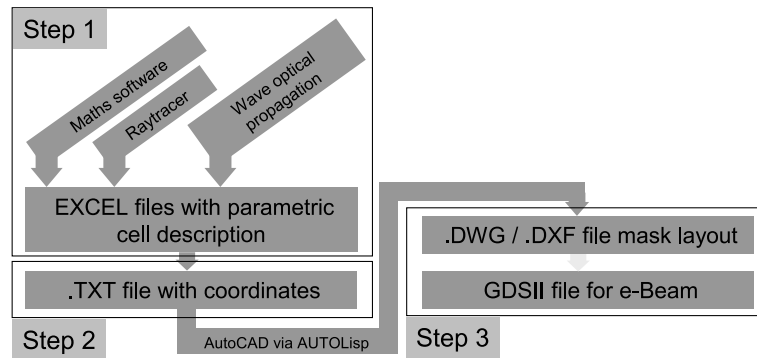 Step 1
Maths software
Raytracer
Wave optical
propagation
EXCEL files with parametric
cell description
.TXT file with coordinates
Step 2
AutoCAD via AUTOLisp
.DWG / .DXF file mask layout
GDSII file for e-Beam
Step 3